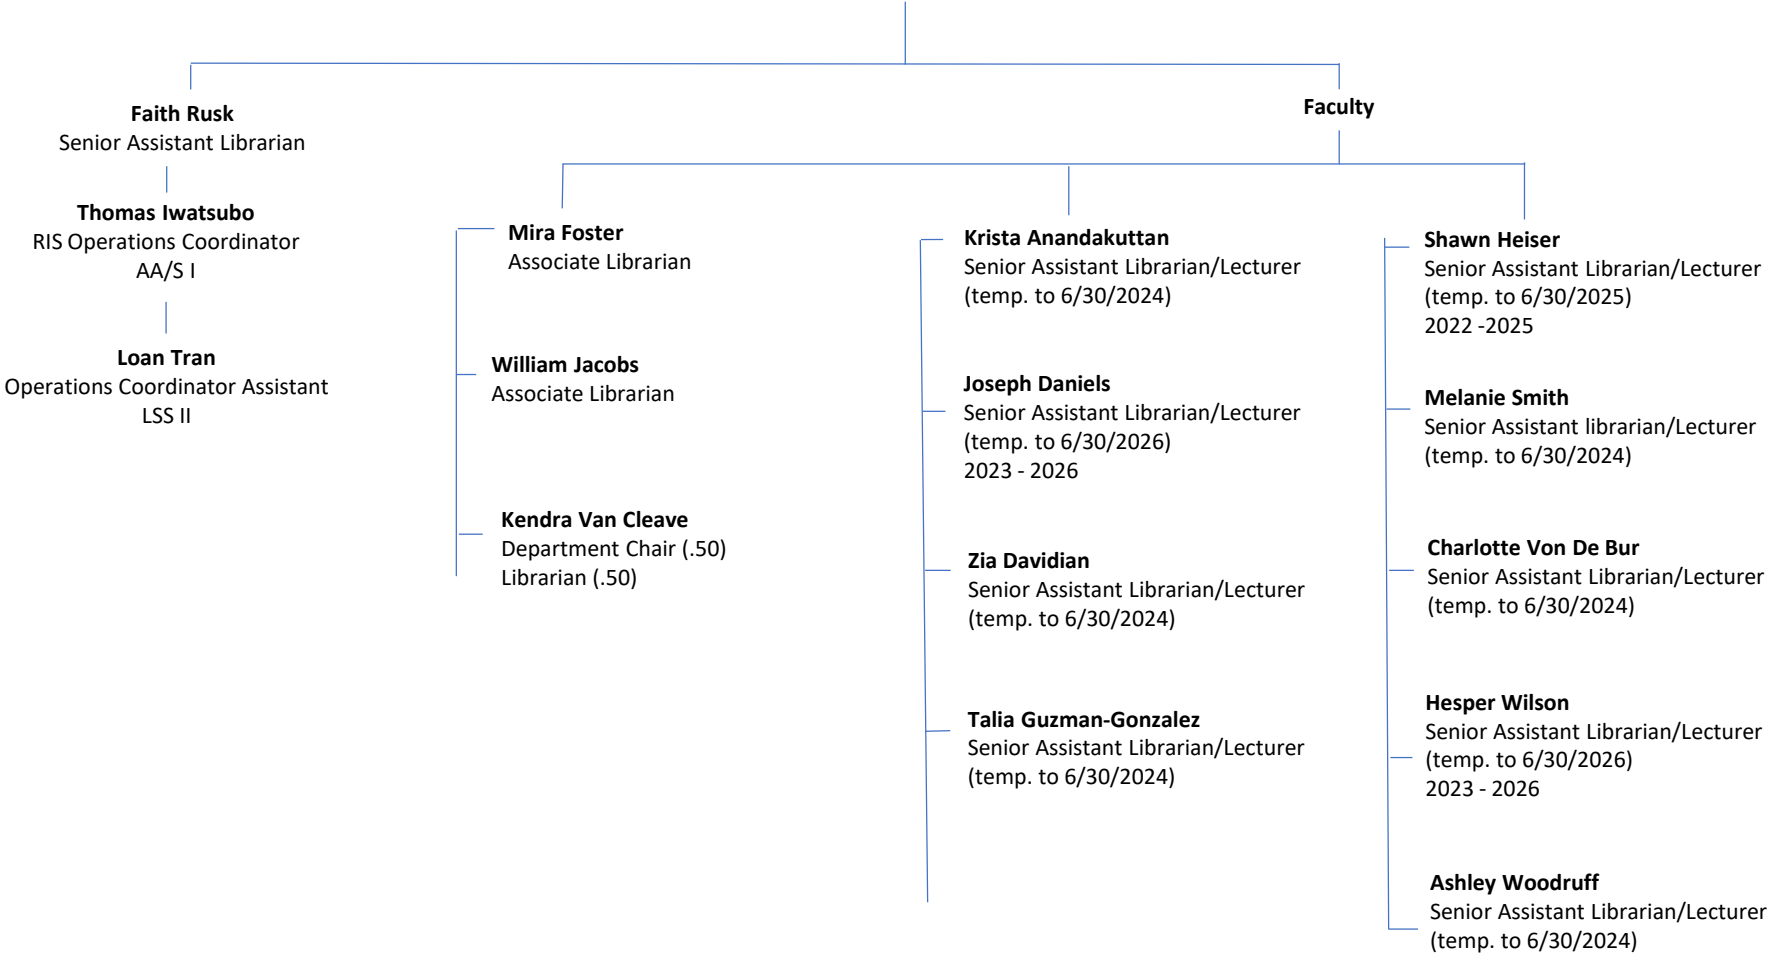 Faith Rusk
Senior Assistant Librarian
Thomas Iwatsubo
RIS Operations Coordinator
AA/S I
Loan Tran
Operations Coordinator Assistant
LSS II
Faculty
Mira Foster
Associate Librarian
William Jacobs
Associate Librarian
Kendra Van Cleave
Department Chair (.50)
Librarian (.50)
Krista Anandakuttan
Senior Assistant Librarian/Lecturer
(temp. to 6/30/2024)
Joseph Daniels
Senior Assistant Librarian/Lecturer
(temp. to 6/30/2026)
2023 - 2026
Zia Davidian
Senior Assistant Librarian/Lecturer
(temp. to 6/30/2024)
Talia Guzman-Gonzalez
Senior Assistant Librarian/Lecturer
(temp. to 6/30/2024)
Shawn Heiser
Senior Assistant Librarian/Lecturer
(temp. to 6/30/2025)
2022 -2025
Melanie Smith
Senior Assistant librarian/Lecturer
(temp. to 6/30/2024)
Charlotte Von De Bur
Senior Assistant Librarian/Lecturer
(temp. to 6/30/2024)
Hesper Wilson
Senior Assistant Librarian/Lecturer
(temp. to 6/30/2026)
2023 - 2026
Ashley Woodruff
Senior Assistant Librarian/Lecturer
(temp. to 6/30/2024)